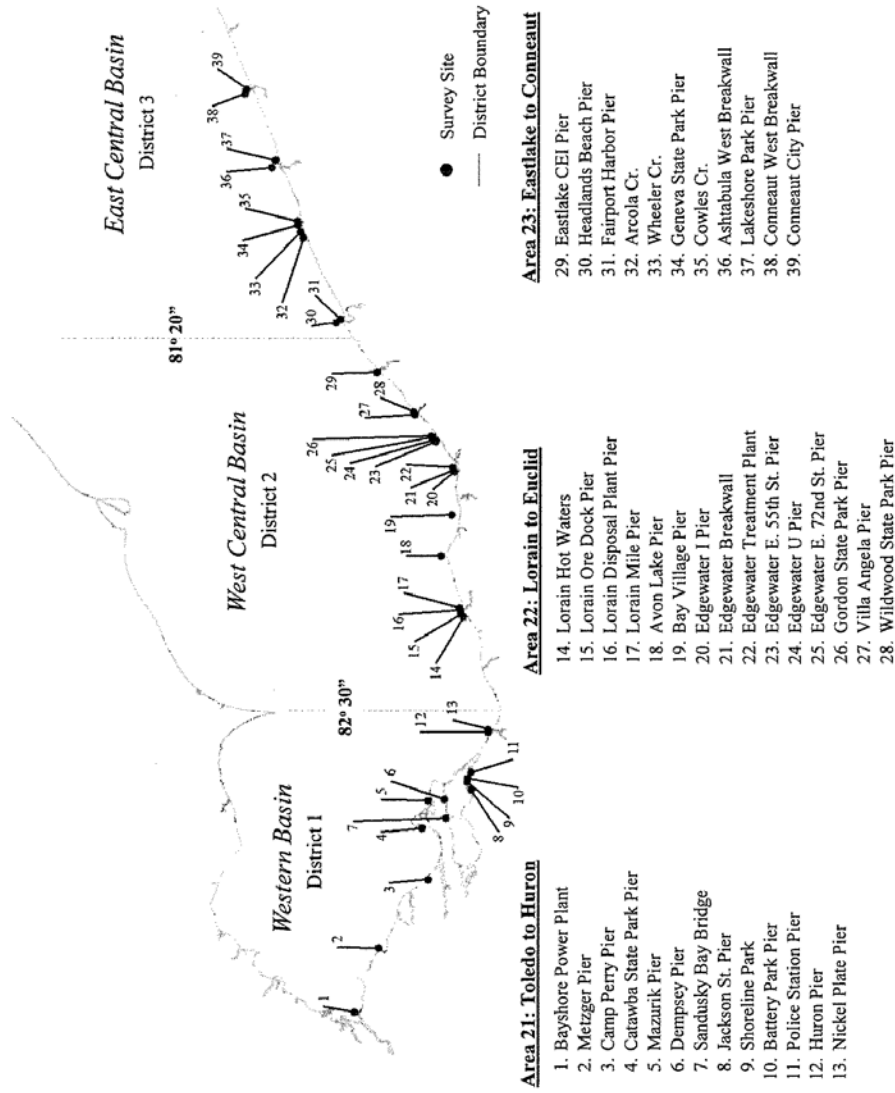 Western Basin
District 1
West Central Basin
District 2
East Central Basin
District 3
82º 30”
81º 20”
1
2
3
4
5
6
7
8
9
10
11
12
13
14
15
16
17
18
19
20
21
22
23
24
25
26
27
28
29
30
31
32
33
34
35
36
37
38
39
Survey Site
District Boundary
Area 21: Toledo to Huron
1. Bayshore Power Plant
2. Metzger Pier
3. Camp Perry Pier
4. Catawba State Park Pier
5. Mazurik Pier
6. Dempsey Pier
7. Sandusky Bay Bridge
8. Jackson St. Pier
9. Shoreline Park
10. Battery Park Pier
11. Police Station Pier
12. Huron Pier
13. Nickel Plate Pier
Area 22: Lorain to Euclid
14. Lorain Hot Waters
15. Lorain Ore Dock Pier
16. Lorain Disposal Plant Pier
17. Lorain Mile Pier
18. Avon Lake Pier
19. Bay Village Pier
20. Edgewater I Pier
21. Edgewater Breakwall
22. Edgewater Treatment Plant
23. Edgewater E. 55th St. Pier
24. Edgewater U Pier
25. Edgewater E. 72nd St. Pier
26. Gordon State Park Pier
27. Villa Angela Pier
28. Wildwood State Park Pier
Area 23: Eastlake to Conneaut
29. Eastlake CEI Pier
30. Headlands Beach Pier
31. Fairport Harbor Pier
32. Arcola Cr.
33. Wheeler Cr.
34. Geneva State Park Pier
35. Cowles Cr.
36. Ashtabula West Breakwall
37. Lakeshore Park Pier
38. Conneaut West Breakwall
39. Conneaut City Pier